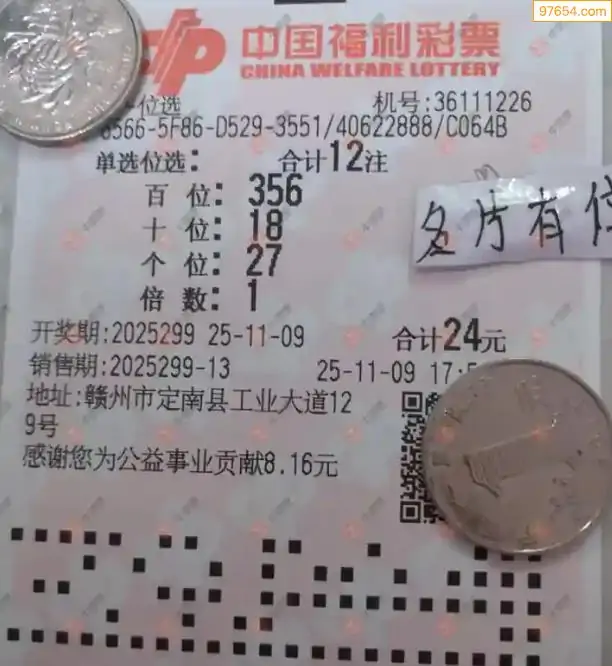 97654.com
中国福利彩票
CHINA WELFARE LOTTERY
位选 机号:36111226
6566-5F86-D529-3551/40622888/C064B
单选位选: 合计12注
百 位: 356
十 位: 18
名片有
个 位: 27
倍 数: 1
开奖期:2025299 25-11-09 合计24元
销售期:2025299-13 25-11-09 17:5
地址:赣州市定南县工业大道12
9号
感谢您为公益事业贡献8.16元